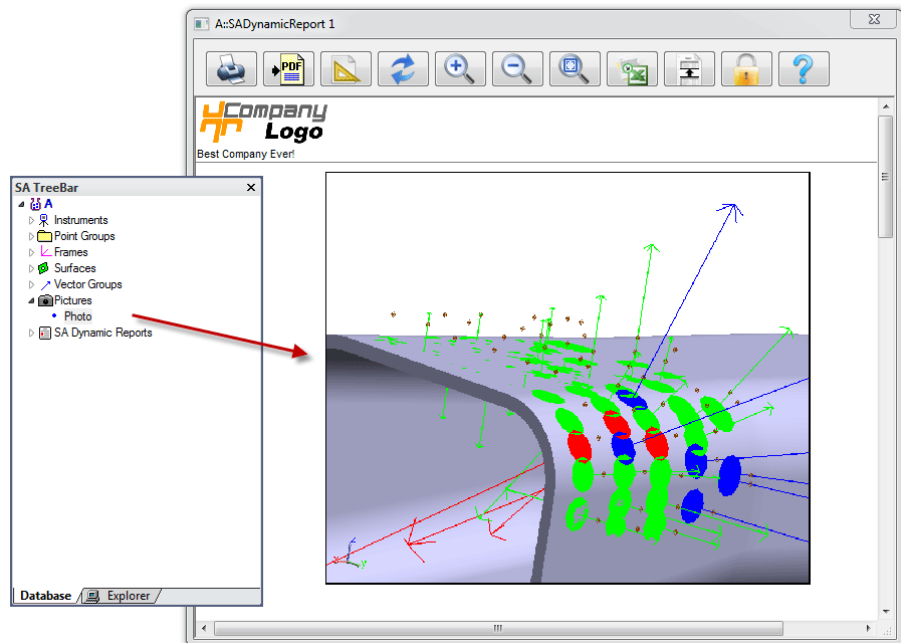 A::SADynamicReport 1
PDF
Company
Logo
Best Company Ever!
SA TreeBar
A
Instruments
Point Groups
Frames
Surfaces
Vector Groups
Pictures
Photo
SA Dynamic Reports
Database
Explorer